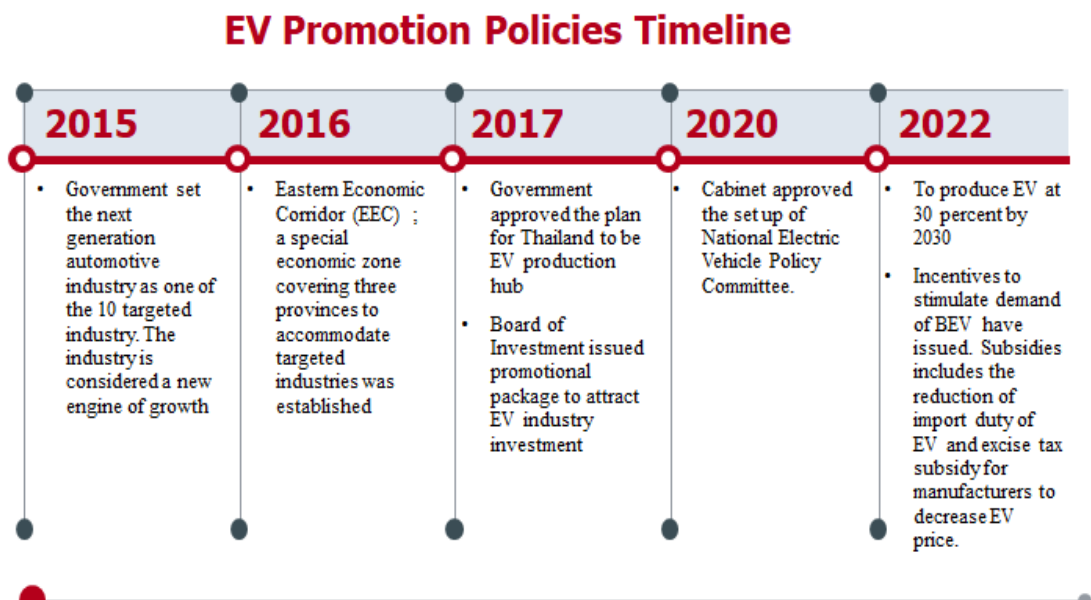 EV Promotion Policies Timeline
2015
2016
2017
2020
2022
• Government set
the next
generation
automotive
industry as one of
the 10 targeted
industry. The
industry is
considered a new
engine of growth
• Eastern Economic
Corridor (EEC) ;
a special
economic zone
covering three
provinces to
accommodate
targeted
industries was
established
• Government
approved the plan
for Thailand to be
EV production
hub
• Board of
Investment issued
promotional
package to attract
EV industry
investment
• Cabinet approved
the set up of
National Electric
Vehicle Policy
Committee.
• To produce EV at
30 percent by
2030
• Incentives to
stimulate demand
of BEV have
issued. Subsidies
includes the
reduction of
import duty of
EV and excise tax
subsidy for
manufacturers to
decrease EV
price.